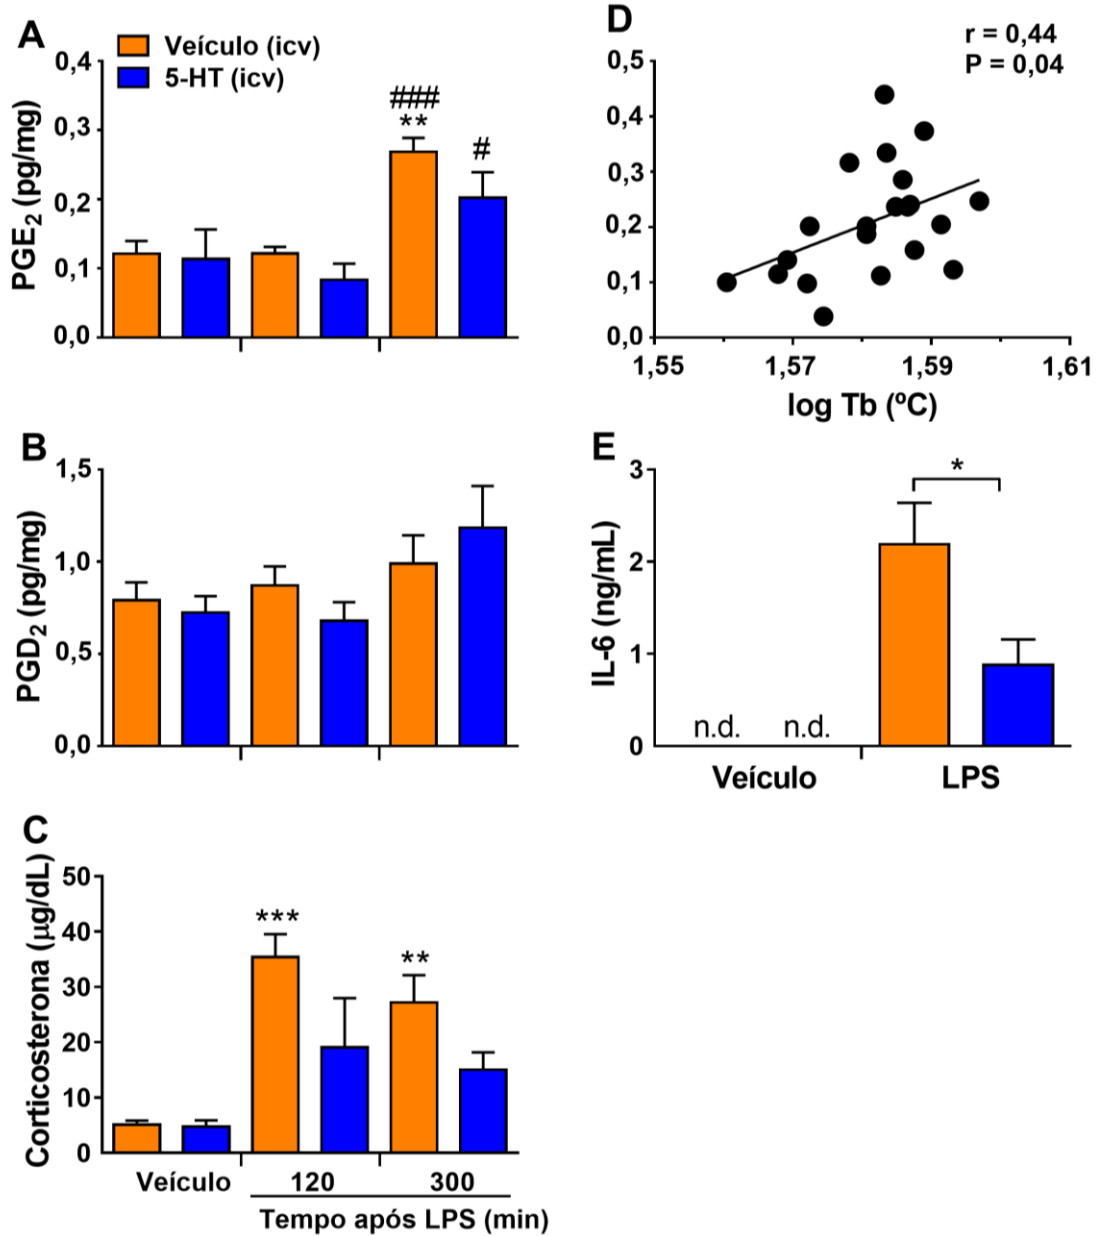 A
Veículo (icv)
5-HT (icv)
PGE2 (pg/mg)
0,4
0,3
0,2
0,1
0,0
###
**
#
B
PGD2 (pg/mg)
1,5
1,0
0,5
0,0
C
Corticosterona (µg/dL)
50
40
30
20
10
0
***
**
Veículo
120
300
Tempo após LPS (min)
D
r = 0,44
P = 0,04
0,5
0,4
0,3
0,2
0,1
0,0
1,55
1,57
1,59
1,61
log Tb (ºC)
E
IL-6 (ng/mL)
3
2
1
0
*
n.d.
n.d.
Veículo
LPS